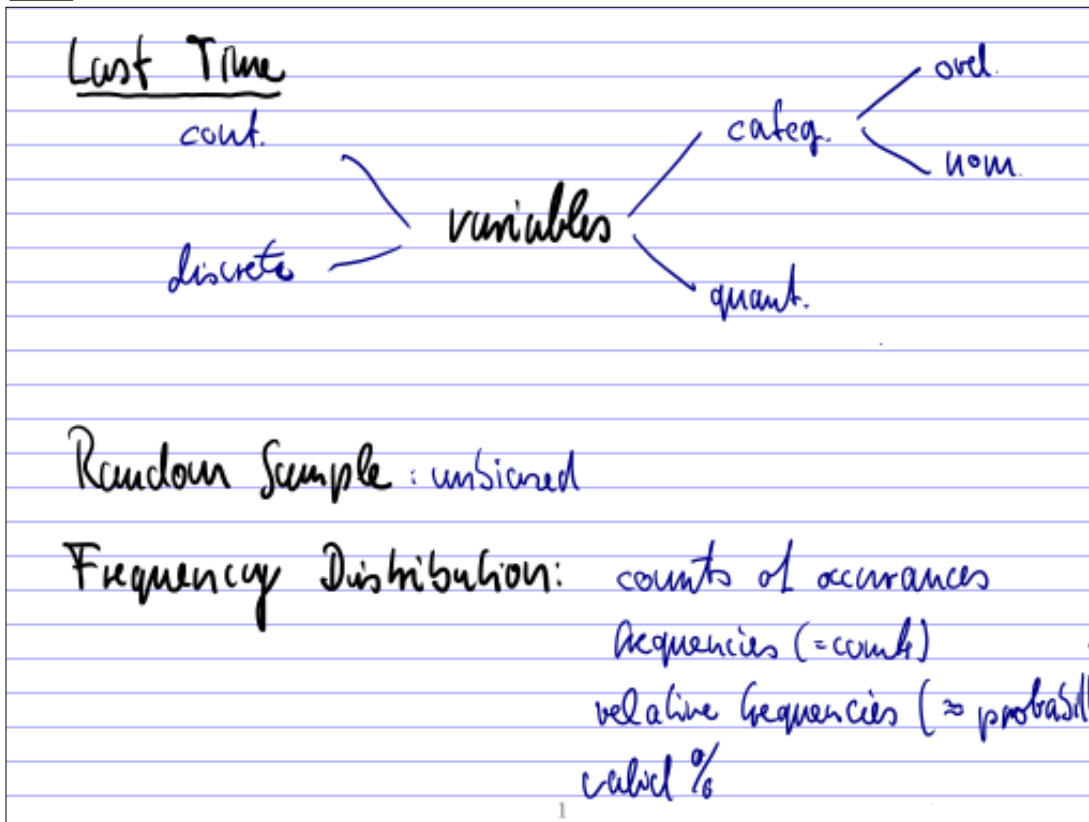 Last Time
ord.
cont.
categ.
nom.
variables
discrete
quant.
Random Sample : unbiased
Frequency Distribution: counts of occurances
frequencies (=counts)
relative frequencies (≈ probabil
valid %
1